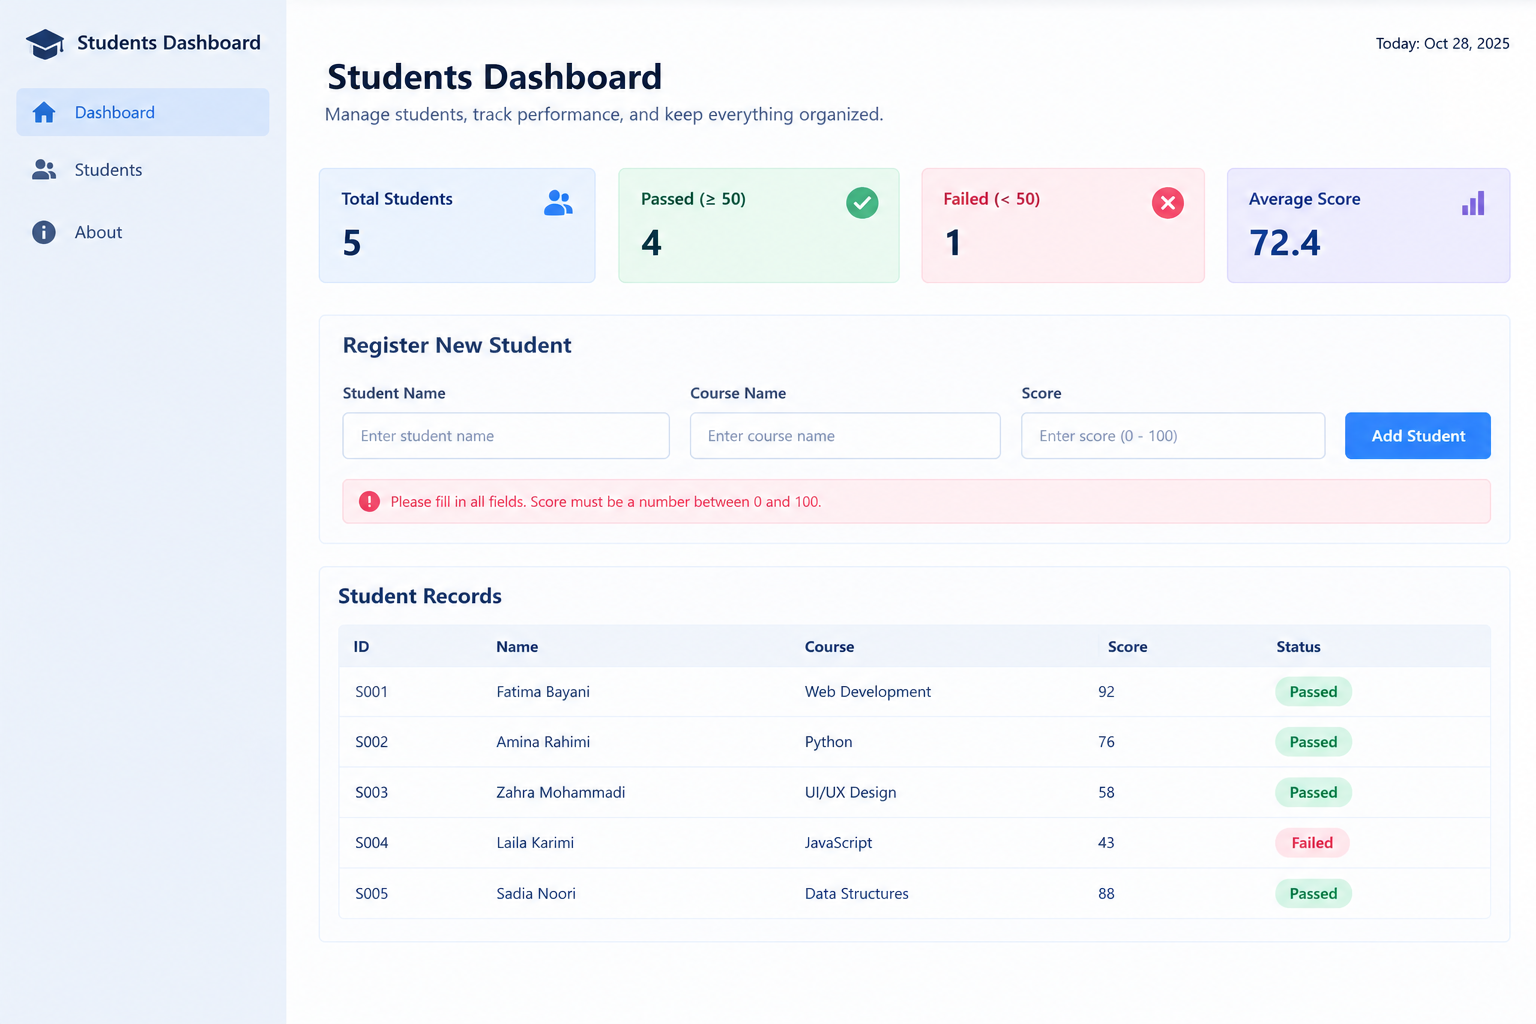 Students Dashboard
Dashboard
Students
About
Today: Oct 28, 2025
Students Dashboard
Manage students, track performance, and keep everything organized.
Total Students
5
Passed (≥ 50)
4
Failed (< 50)
1
Average Score
72.4
Register New Student
Student Name
Course Name
Score
Enter student name
Enter course name
Enter score (0 - 100)
Add Student
Please fill in all fields. Score must be a number between 0 and 100.
Student Records
ID Name Course Score Status
S001 Fatima Bayani Web Development 92 Passed
S002 Amina Rahimi Python 76 Passed
S003 Zahra Mohammadi UI/UX Design 58 Passed
S004 Laila Karimi JavaScript 43 Failed
S005 Sadia Noori Data Structures 88 Passed